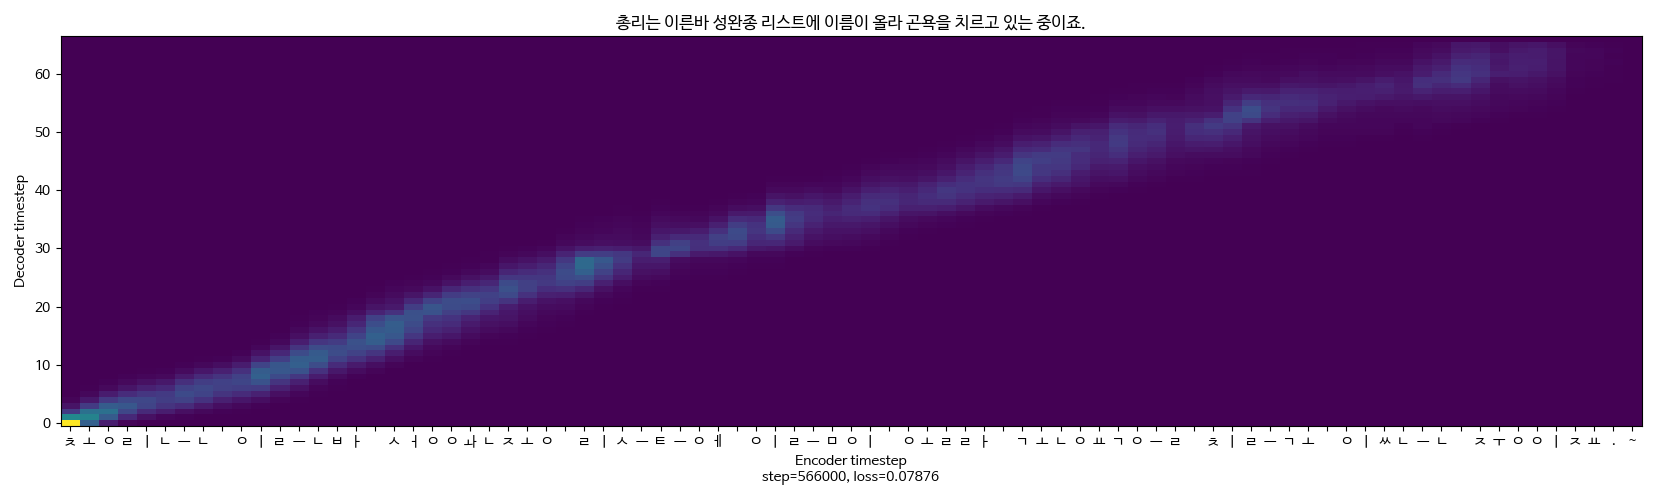 총리는 이른바 성완종 리스트에 이름이 올라 곤욕을 치르고 있는 중이죠.
60
50
40
30
20
10
0
Decoder timestep
ㅊㅗㅇㄹㅣㄴㅡㄴ ㅇㅣㄹㅡㄴㅂㅏ ㅅㅓㅇㅇㅘㄴㅈㅗㅇ ㄹㅣㅅㅡㅌㅡㅇㅔ ㅇㅣㄹㅡㅁㅇㅣ ㅇㅗㄹㄹㅏ ㄱㅗㄴㅇㅛㄱㅇㅡㄹ ㅊㅣㄹㅡㄱㅗ ㅇㅣㅆㄴㅡㄴ ㅈㅜㅇㅇㅣㅈㅛ.~
Encoder timestep
step=566000, loss=0.07876